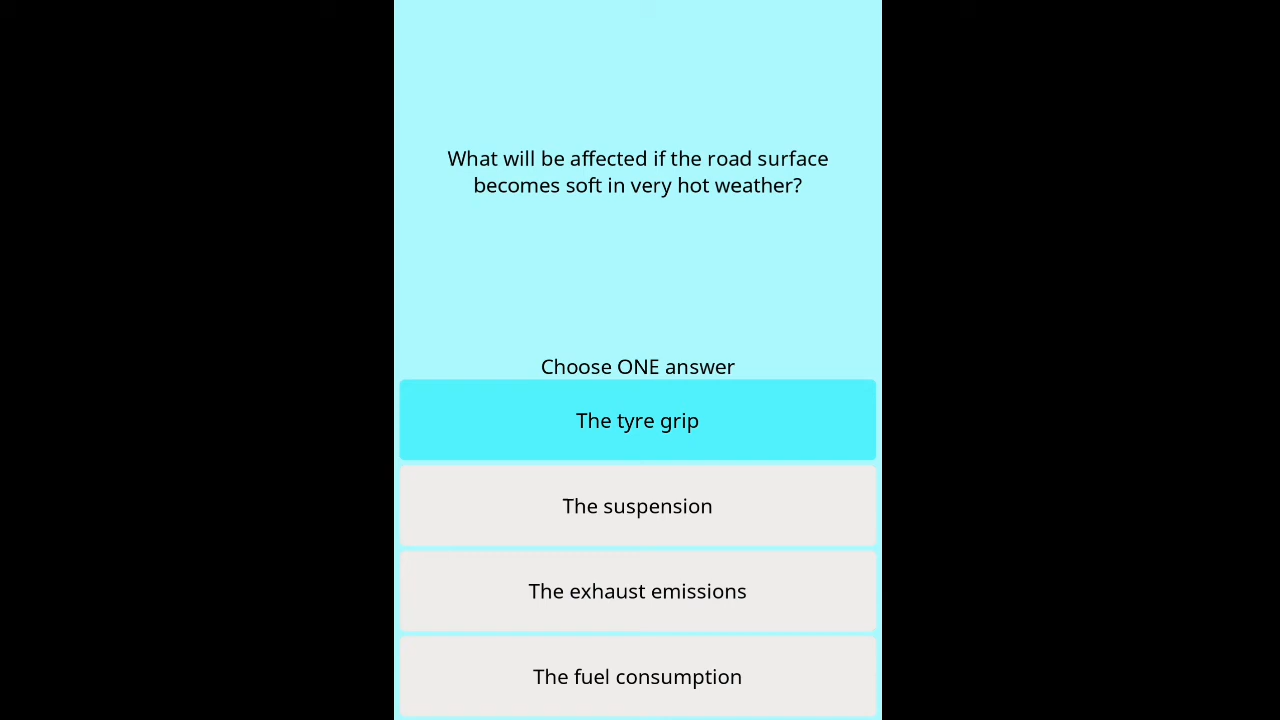 What will be affected if the road surface
becomes soft in very hot weather?
Choose ONE answer
The tyre grip
The suspension
The exhaust emissions
The fuel consumption